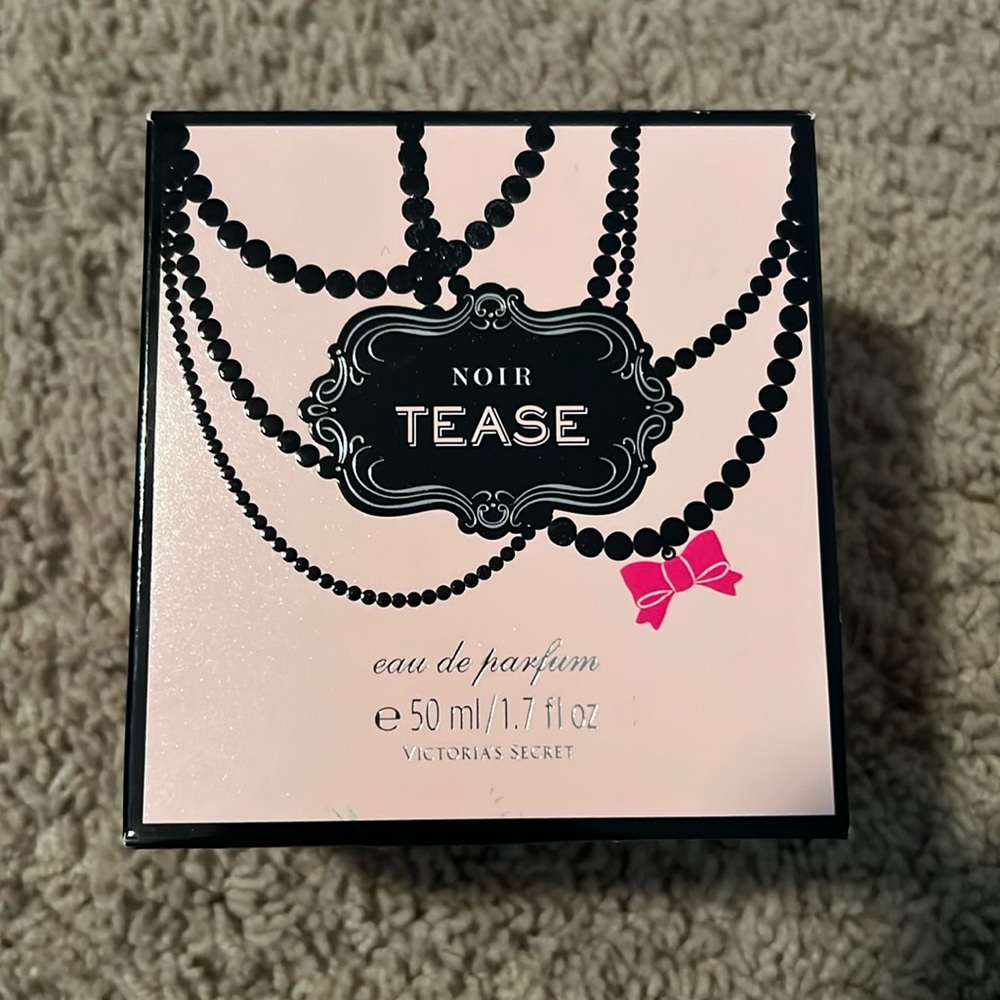 NOIR
TEASE
eau de parfum
℮ 50 ml/1.7 fl oz
VICTORIA'S SECRET